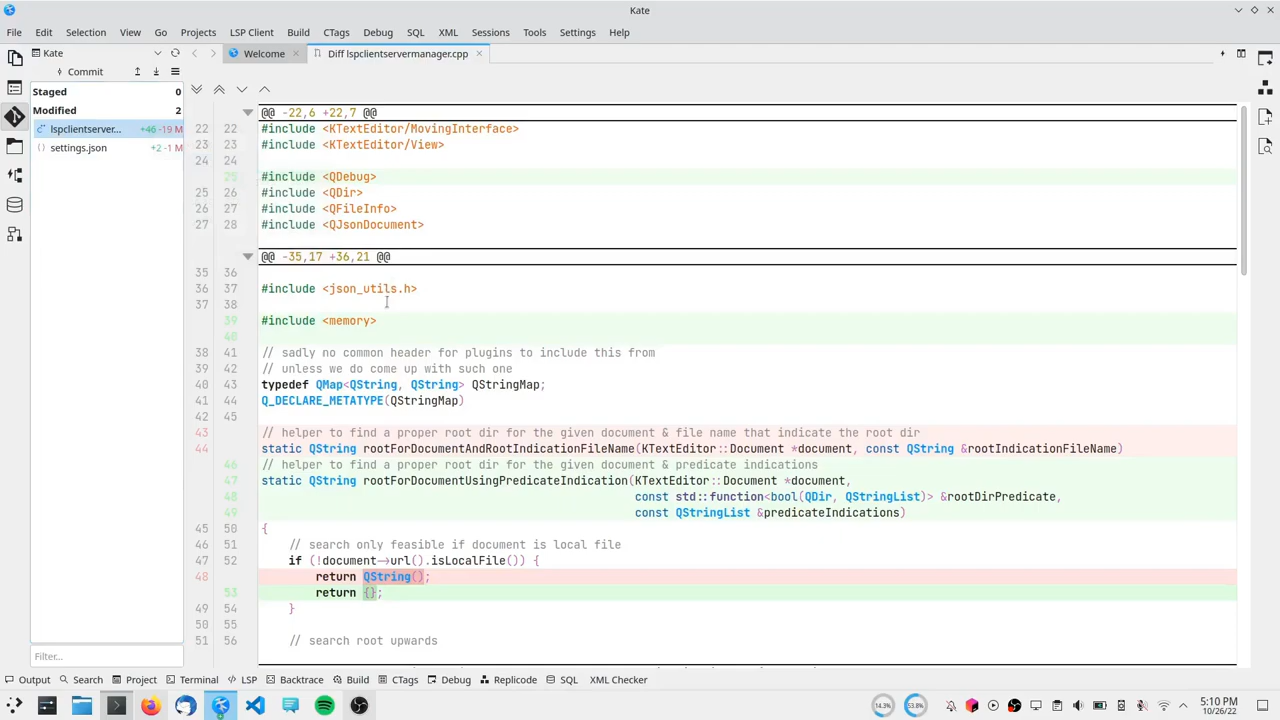 Kate
File Edit Selection View Go Projects LSP Client Build CTags Debug SQL XML Sessions Tools Settings Help
Kate
Welcome
Diff lspclientservermanager.cpp
Commit
Staged 0
Modified 2
lspclientserver... +46 -19 M
settings.json +2 -1 M
Filter...
@@ -22,6 +22,7 @@
22 22 #include <KTextEditor/MovingInterface>
23 23 #include <KTextEditor/View>
24 24
25 #include <QDebug>
25 26 #include <QDir>
26 27 #include <QFileInfo>
27 28 #include <QJsonDocument>
@@ -35,17 +36,21 @@
35 36
36 37 #include <json_utils.h>
37 38
39 #include <memory>
40
38 41 // sadly no common header for plugins to include this from
39 42 // unless we do come up with such one
40 43 typedef QMap<QString, QString> QStringMap;
41 44 Q_DECLARE_METATYPE(QStringMap)
42 45
43 // helper to find a proper root dir for the given document & file name that indicate the root dir
44 static QString rootForDocumentAndRootIndicationFileName(KTextEditor::Document *document, const QString &rootIndicationFileName)
46 // helper to find a proper root dir for the given document & predicate indications
47 static QString rootForDocumentUsingPredicateIndication(KTextEditor::Document *document,
48 const std::function<bool(QDir, QStringList)> &rootDirPredicate,
49 const QStringList &predicateIndications)
45 50 {
46 51 // search only feasible if document is local file
47 52 if (!document->url().isLocalFile()) {
48 return QString();
53 return {};
49 54 }
50 55
51 56 // search root upwards
Output Search Project Terminal LSP Backtrace Build CTags Debug Replicode SQL XML Checker
14.3% 53.8%
5:10 PM
10/26/22